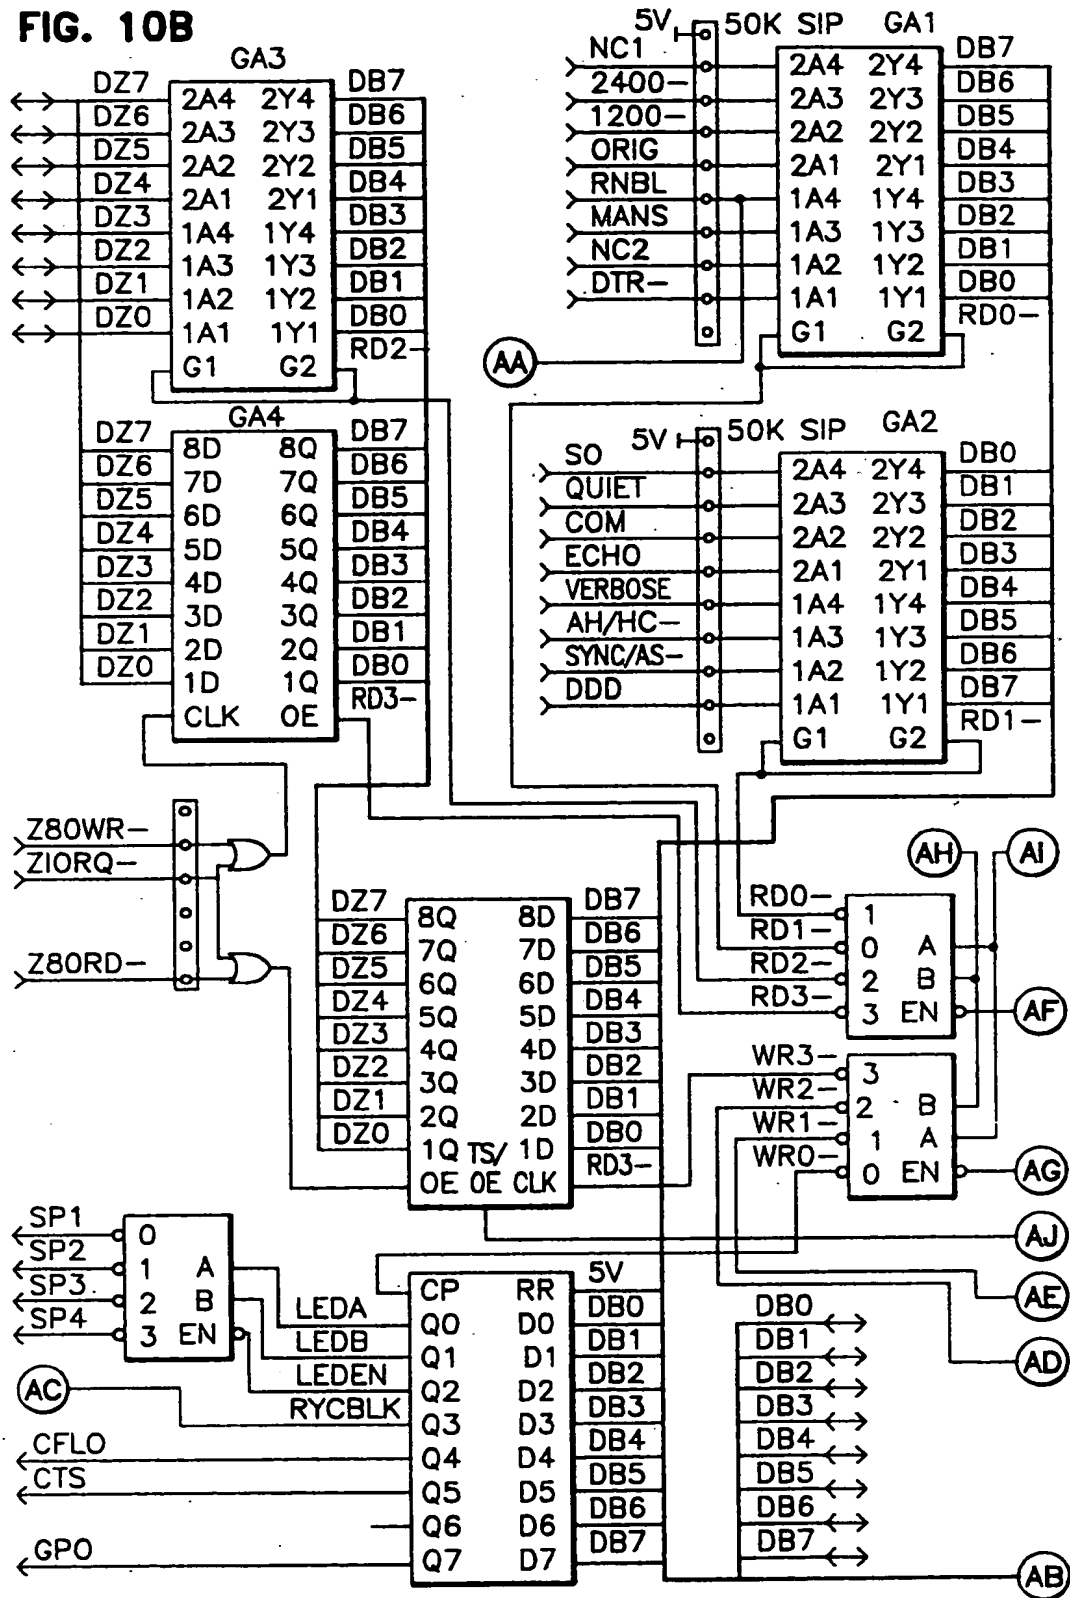 FIG. 10B
GA3
DZ7 2A4 2Y4 DB7
DZ6 2A3 2Y3 DB6
DZ5 2A2 2Y2 DB5
DZ4 2A1 2Y1 DB4
DZ3 1A4 1Y4 DB3
DZ2 1A3 1Y3 DB2
DZ1 1A2 1Y2 DB1
DZ0 1A1 1Y1 DB0
G1 G2 RD2-
5V 50K SIP GA1
NC1 2A4 2Y4 DB7
2400- 2A3 2Y3 DB6
1200- 2A2 2Y2 DB5
ORIG 2A1 2Y1 DB4
RNBL 1A4 1Y4 DB3
MANS 1A3 1Y3 DB2
NC2 1A2 1Y2 DB1
DTR- 1A1 1Y1 DB0
G1 G2 RD0-
AA
GA4
DZ7 8D 8Q DB7
DZ6 7D 7Q DB6
DZ5 6D 6Q DB5
DZ4 5D 5Q DB4
DZ3 4D 4Q DB3
DZ2 3D 3Q DB2
DZ1 2D 2Q DB1
DZ0 1D 1Q DB0
CLK OE RD3-
5V 50K SIP GA2
SO 2A4 2Y4 DB0
QUIET 2A3 2Y3 DB1
COM 2A2 2Y2 DB2
ECHO 2A1 2Y1 DB3
VERBOSE 1A4 1Y4 DB4
AH/HC- 1A3 1Y3 DB5
SYNC/AS- 1A2 1Y2 DB6
DDD 1A1 1Y1 DB7
G1 G2 RD1-
Z80WR-
ZIORQ-
Z80RD-
DZ7 8Q 8D DB7
DZ6 7Q 7D DB6
DZ5 6Q 6D DB5
DZ4 5Q 5D DB4
DZ3 4Q 4D DB3
DZ2 3Q 3D DB2
DZ1 2Q 2D DB1
DZ0 1Q TS/ 1D DB0
OE OE CLK RD3-
AH AI
RD0- 1
RD1- 0 A
RD2- 2 B
RD3- 3 EN AF
WR3- 3
WR2- 2 B
WR1- 1 A
WR0- 0 EN AG
AJ
AE
AD
SP1 0
SP2 1 A
SP3 2 B
SP4 3 EN
AC
CP RR 5V
LEDA Q0 D0 DB0
LEDB Q1 D1 DB1
LEDEN Q2 D2 DB2
RYCBLK Q3 D3 DB3
CFLO Q4 D4 DB4
CTS Q5 D5 DB5
Q6 D6 DB6
GPO Q7 D7 DB7
DB0
DB1
DB2
DB3
DB4
DB5
DB6
DB7
AB